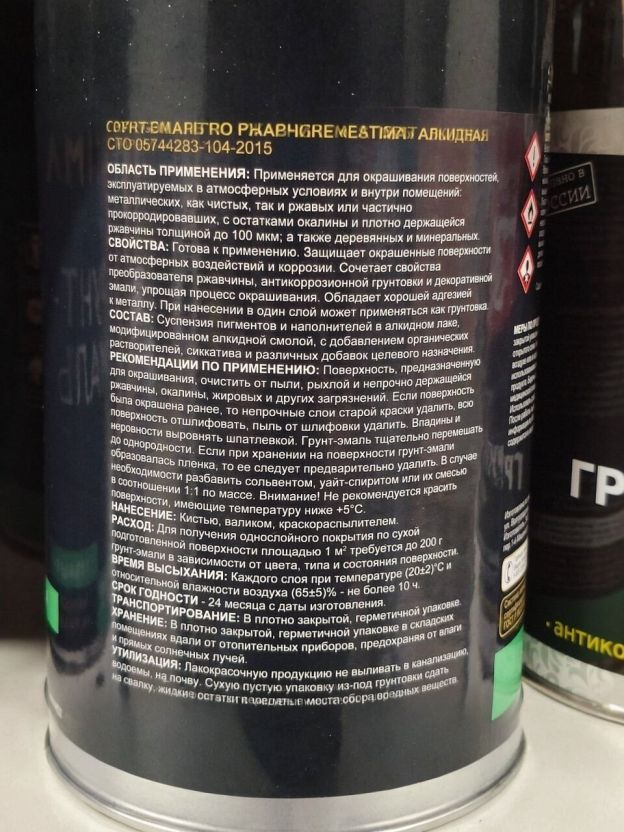 АЛКИДНАЯ
СТО 05744283-104-2015
ОБЛАСТЬ ПРИМЕНЕНИЯ: Применяется для окрашивания поверхностей,
эксплуатируемых в атмосферных условиях и внутри помещений:
металлических, как чистых, так и ржавых или частично
прокорродировавших, с остатками окалины и плотно держащейся
ржавчины толщиной до 100 мкм; а также деревянных и минеральных.
СВОЙСТВА: Готова к применению. Защищает окрашенные поверхности
от атмосферных воздействий и коррозии. Сочетает свойства
преобразователя ржавчины, антикоррозионной грунтовки и декоративной
эмали, упрощая процесс окрашивания. Обладает хорошей адгезией
к металлу. При нанесении в один слой может применяться как грунтовка.
СОСТАВ: Суспензия пигментов и наполнителей в алкидном лаке,
модифицированном алкидной смолой, с добавлением органических
растворителей, сиккатива и различных добавок целевого назначения.
РЕКОМЕНДАЦИИ ПО ПРИМЕНЕНИЮ: Поверхность, предназначенную
для окрашивания, очистить от пыли, рыхлой и непрочно держащейся
ржавчины, окалины, жировых и других загрязнений. Если поверхность
была окрашена ранее, то непрочные слои старой краски удалить, всю
поверхность отшлифовать, пыль от шлифовки удалить. Впадины и
неровности выровнять шпатлевкой. Грунт-эмаль тщательно перемешать
до однородности. Если при хранении на поверхности грунт-эмали
образовалась пленка, то ее следует предварительно удалить. В случае
необходимости разбавить сольвентом, уайт-спиритом или их смесью
в соотношении 1:1 по массе. Внимание! Не рекомендуется красить
поверхности, имеющие температуру ниже +5°С.
НАНЕСЕНИЕ: Кистью, валиком, краскораспылителем.
РАСХОД: Для получения однослойного покрытия по сухой
подготовленной поверхности площадью 1 м² требуется до 200 г
грунт-эмали в зависимости от цвета, типа и состояния поверхности.
ВРЕМЯ ВЫСЫХАНИЯ: Каждого слоя при температуре (20±2)°С и
относительной влажности воздуха (65±5)% - не более 10 ч.
СРОК ГОДНОСТИ - 24 месяца с даты изготовления.
ТРАНСПОРТИРОВАНИЕ: В плотно закрытой, герметичной упаковке.
ХРАНЕНИЕ: В плотно закрытой, герметичной упаковке в складских
помещениях вдали от отопительных приборов, предохраняя от влаги
и прямых солнечных лучей.
УТИЛИЗАЦИЯ: Лакокрасочную продукцию не выливать в канализацию,
водоемы, на почву. Сухую пустую упаковку из-под грунтовки сдать
на свалку, жидкие остатки в места сбора вредных веществ.
ГР
· антико